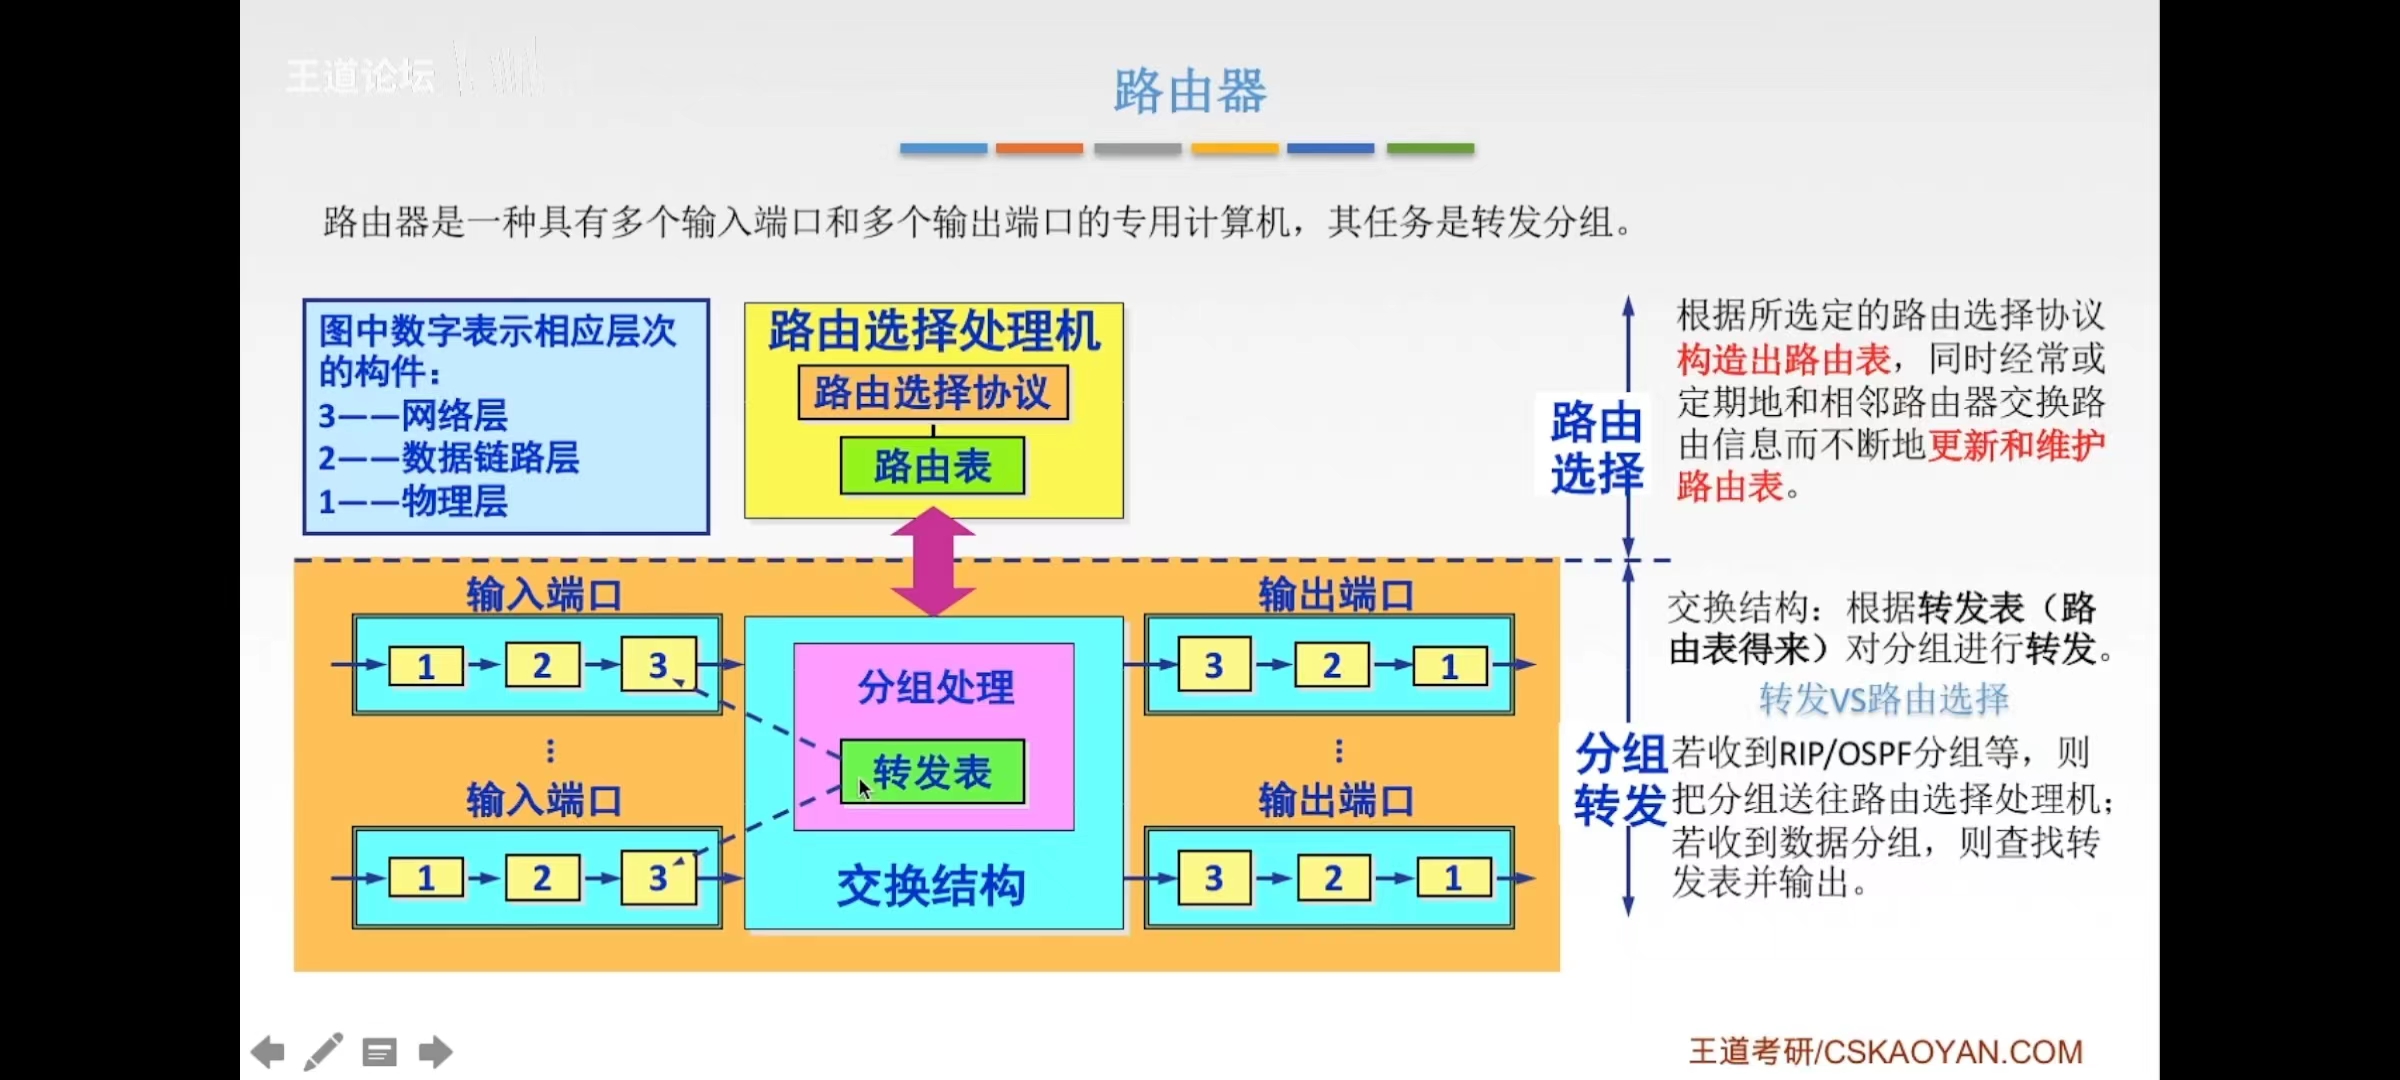 王道论坛
路由器
路由器是一种具有多个输入端口和多个输出端口的专用计算机，其任务是转发分组。
图中数字表示相应层次
的构件：
3——网络层
2——数据链路层
1——物理层
路由选择处理机
路由选择协议
路由表
路由
选择
根据所选定的路由选择协议
构造出路由表，同时经常或
定期地和相邻路由器交换路
由信息而不断地更新和维护
路由表。
输入端口
1
2
3
输入端口
1
2
3
分组处理
转发表
交换结构
输出端口
3
2
1
输出端口
3
2
1
分组
转发
交换结构：根据转发表（路
由表得来）对分组进行转发。
转发VS路由选择
若收到RIP/OSPF分组等，则
把分组送往路由选择处理机；
若收到数据分组，则查找转
发表并输出。
王道考研/CSKAOYAN.COM